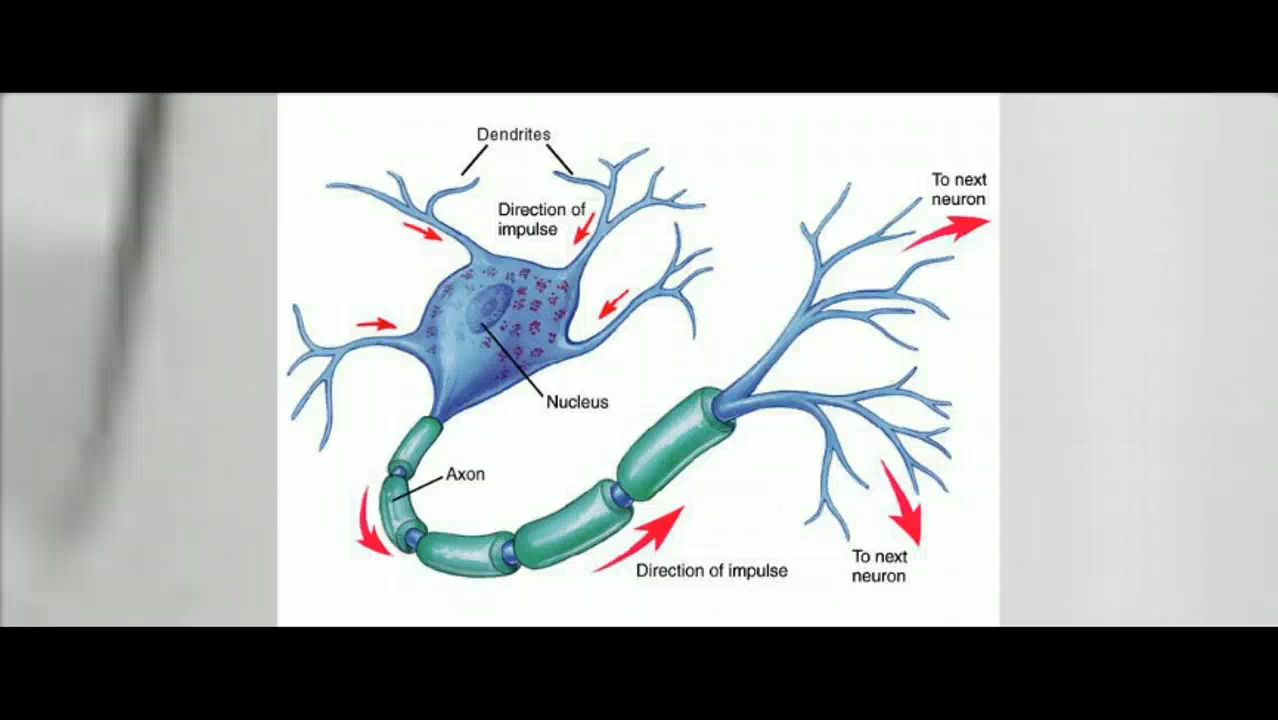 Dendrites
To next
neuron
Direction of
impulse
Nucleus
Axon
Direction of impulse
To next
neuron